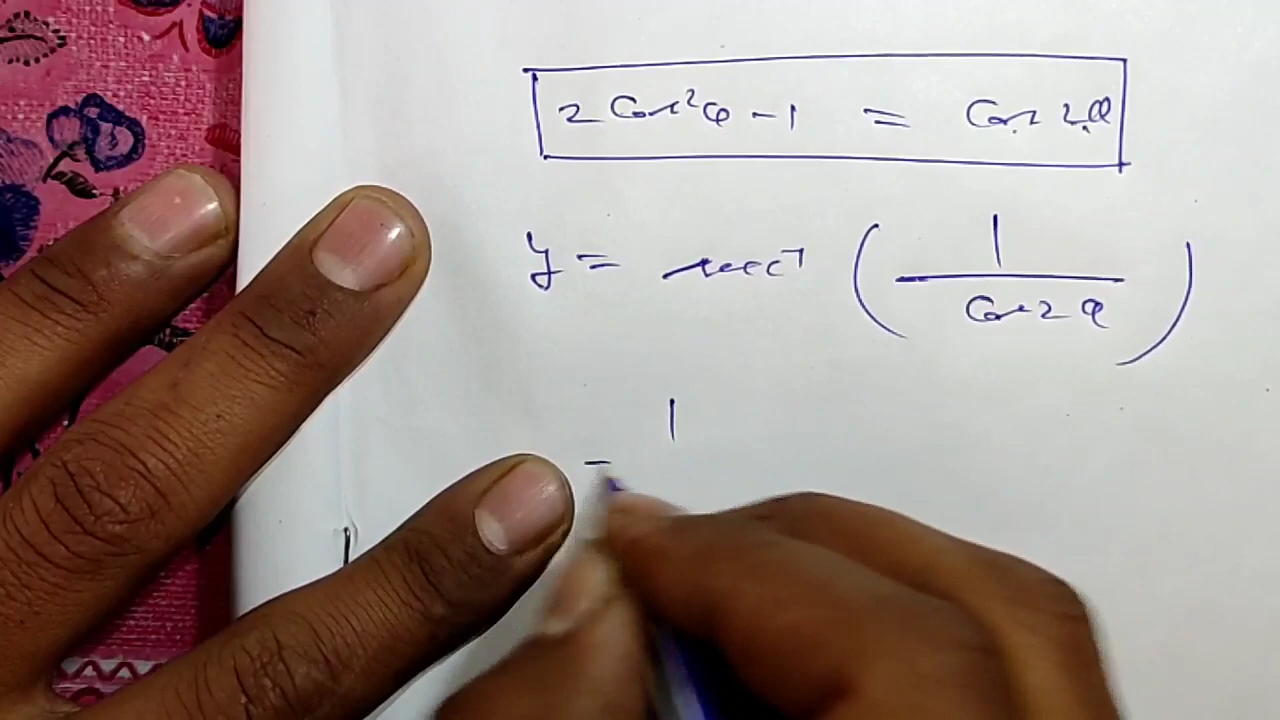 2 Cos²θ - 1 = Cos 2θ
y = sec⁻¹ ( 1 / Cos 2θ )
1